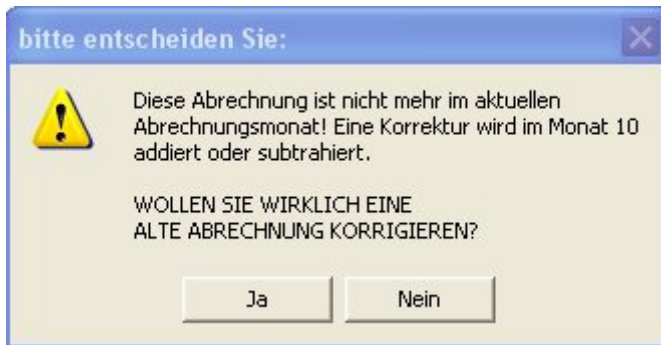 bitte entscheiden Sie:
Diese Abrechnung ist nicht mehr im aktuellen
Abrechnungsmonat! Eine Korrektur wird im Monat 10
addiert oder subtrahiert.
WOLLEN SIE WIRKLICH EINE
ALTE ABRECHNUNG KORRIGIEREN?
Ja
Nein